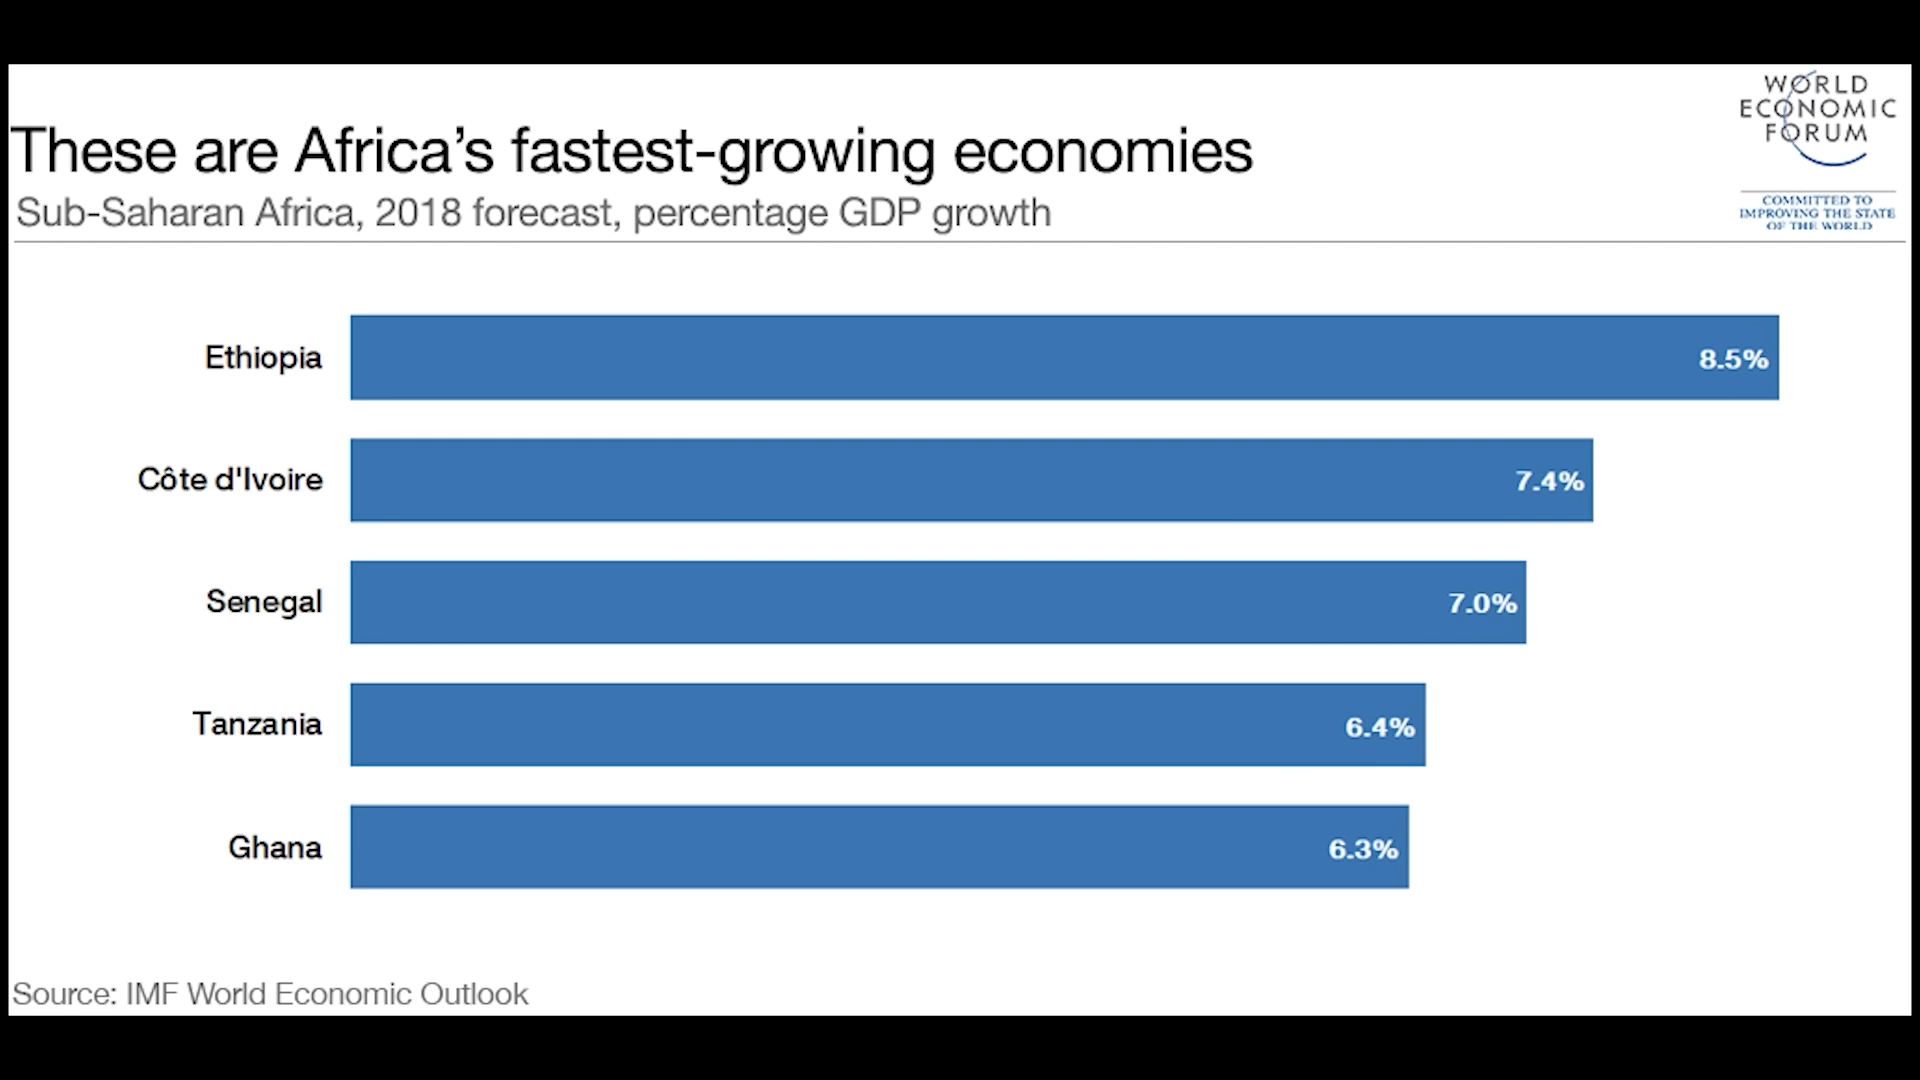 WORLD
ECONOMIC
FORUM
COMMITTED TO
IMPROVING THE STATE
OF THE WORLD
These are Africa’s fastest-growing economies
Sub-Saharan Africa, 2018 forecast, percentage GDP growth
Ethiopia 8.5%
Côte d'Ivoire 7.4%
Senegal 7.0%
Tanzania 6.4%
Ghana 6.3%
Source: IMF World Economic Outlook